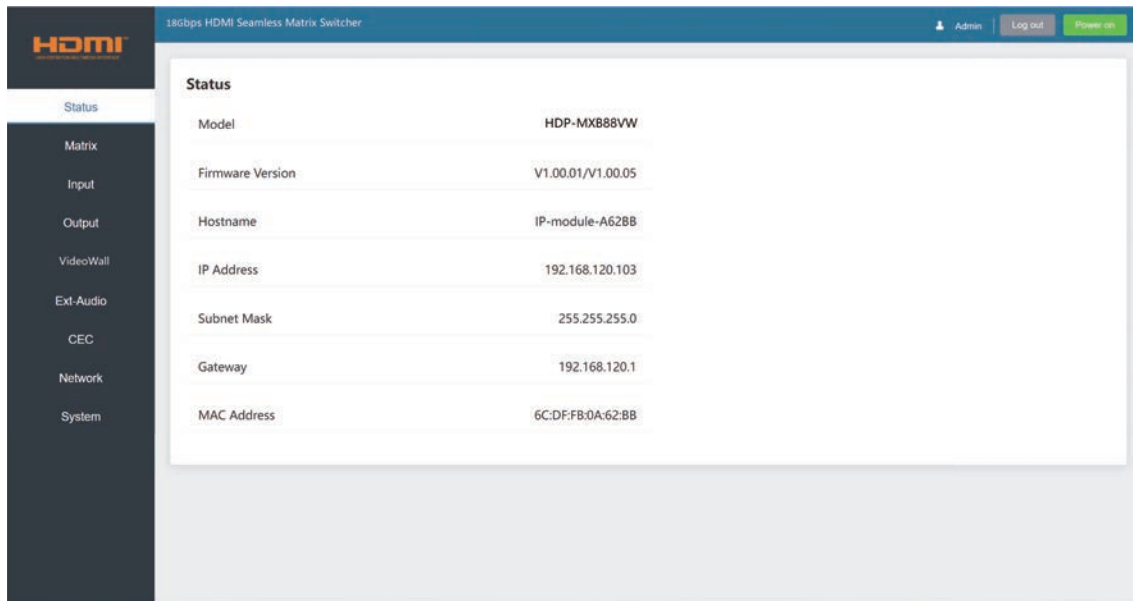 HDMI
18Gbps HDMI Seamless Matrix Switcher
Admin
Log out
Power on
Status
Matrix
Input
Output
VideoWall
Ext-Audio
CEC
Network
System
Status
Model HDP-MXB88VW
Firmware Version V1.00.01/V1.00.05
Hostname IP-module-A62BB
IP Address 192.168.120.103
Subnet Mask 255.255.255.0
Gateway 192.168.120.1
MAC Address 6C:DF:FB:0A:62:BB